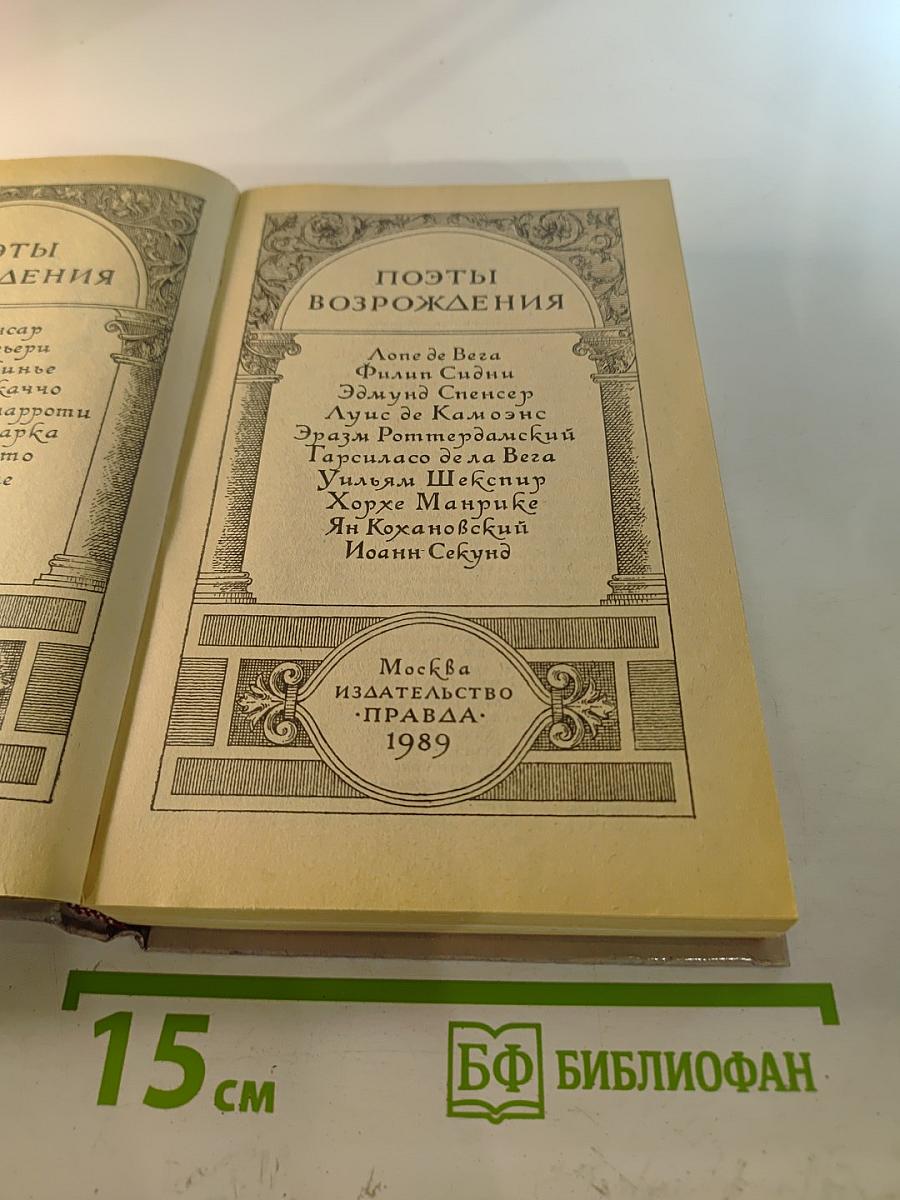 ПОЭТЫ
ВОЗРОЖДЕНИЯ
Лопе де Вега
Филип Сидни
Эдмунд Спенсер
Луис де Камоэнс
Эразм Роттердамский
Гарсиласо де ла Вега
Уильям Шекспир
Хорхе Манрике
Ян Кохановский
Иоанн Секунд
Москва
ИЗДАТЕЛЬСТВО
·ПРАВДА·
1989
15 см
БФ БИБЛИОФАН